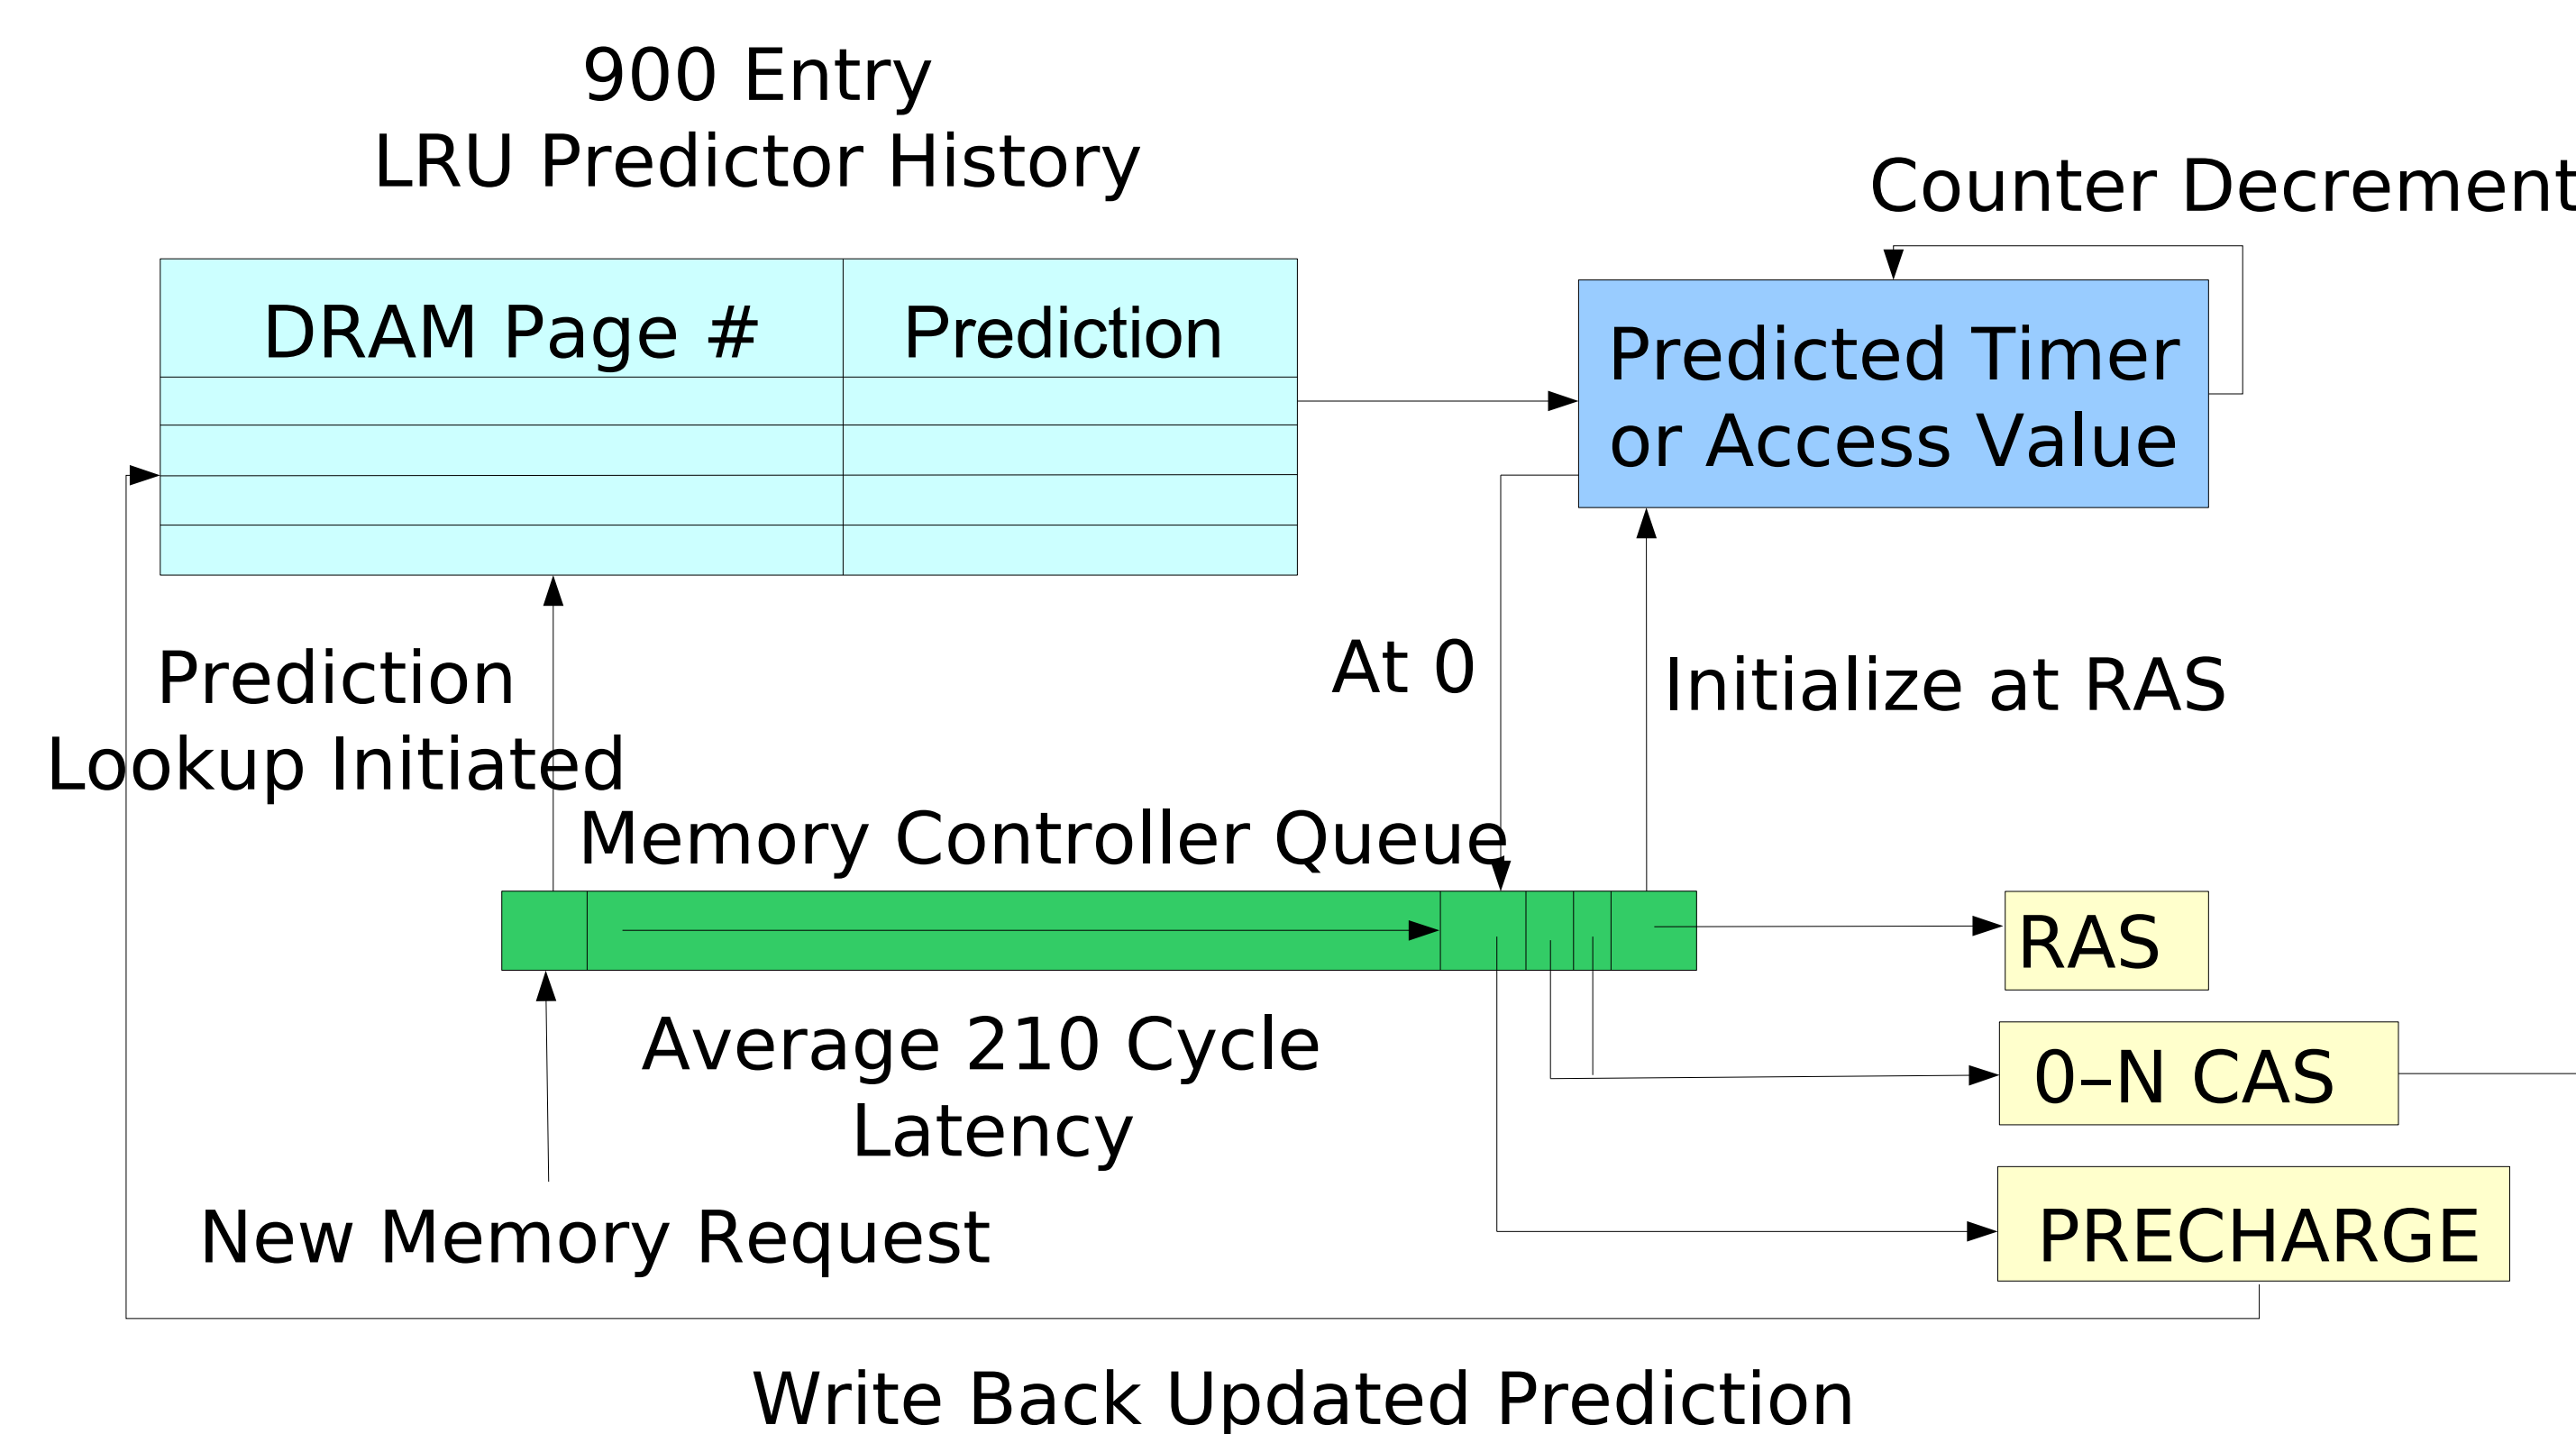 900 Entry
LRU Predictor History
Counter Decrement
DRAM Page #
Prediction
Predicted Timer
or Access Value
Prediction
Lookup Initiated
At 0
Initialize at RAS
Memory Controller Queue
RAS
Average 210 Cycle
Latency
0–N CAS
New Memory Request
PRECHARGE
Write Back Updated Prediction